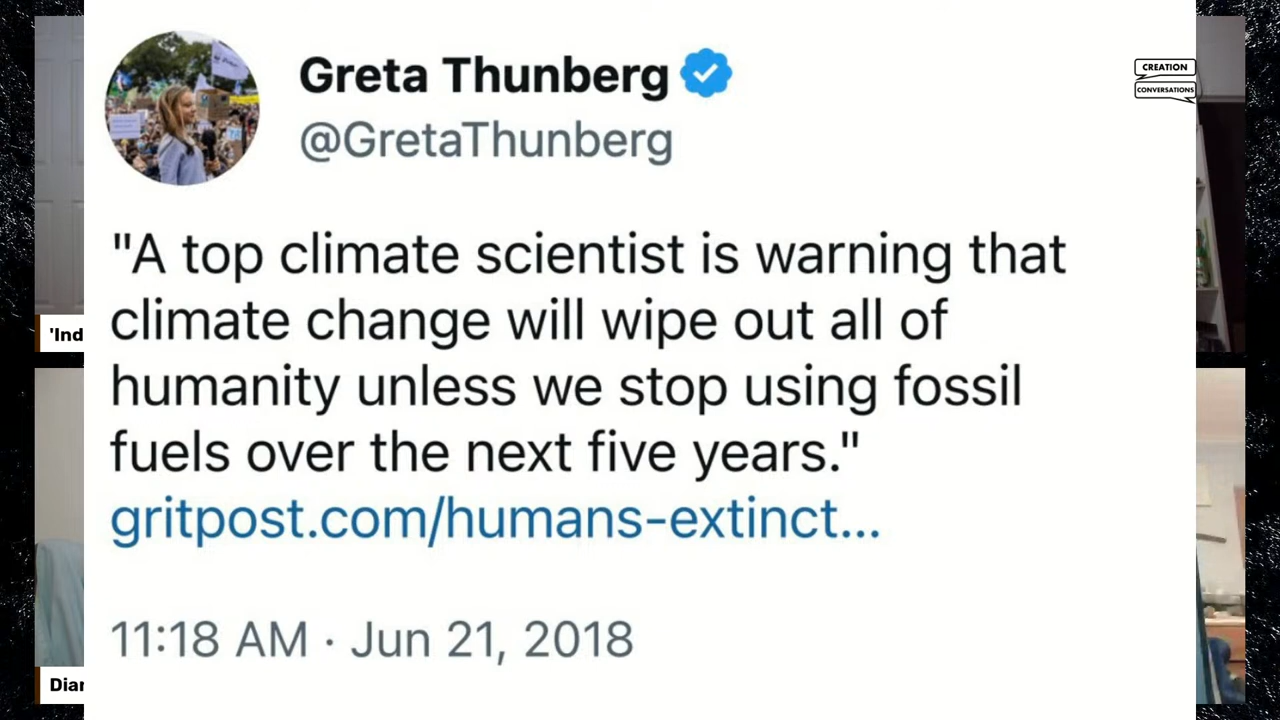 Greta Thunberg
@GretaThunberg
CREATION
CONVERSATIONS
"A top climate scientist is warning that
climate change will wipe out all of
humanity unless we stop using fossil
fuels over the next five years."
gritpost.com/humans-extinct...
11:18 AM · Jun 21, 2018
'Ind